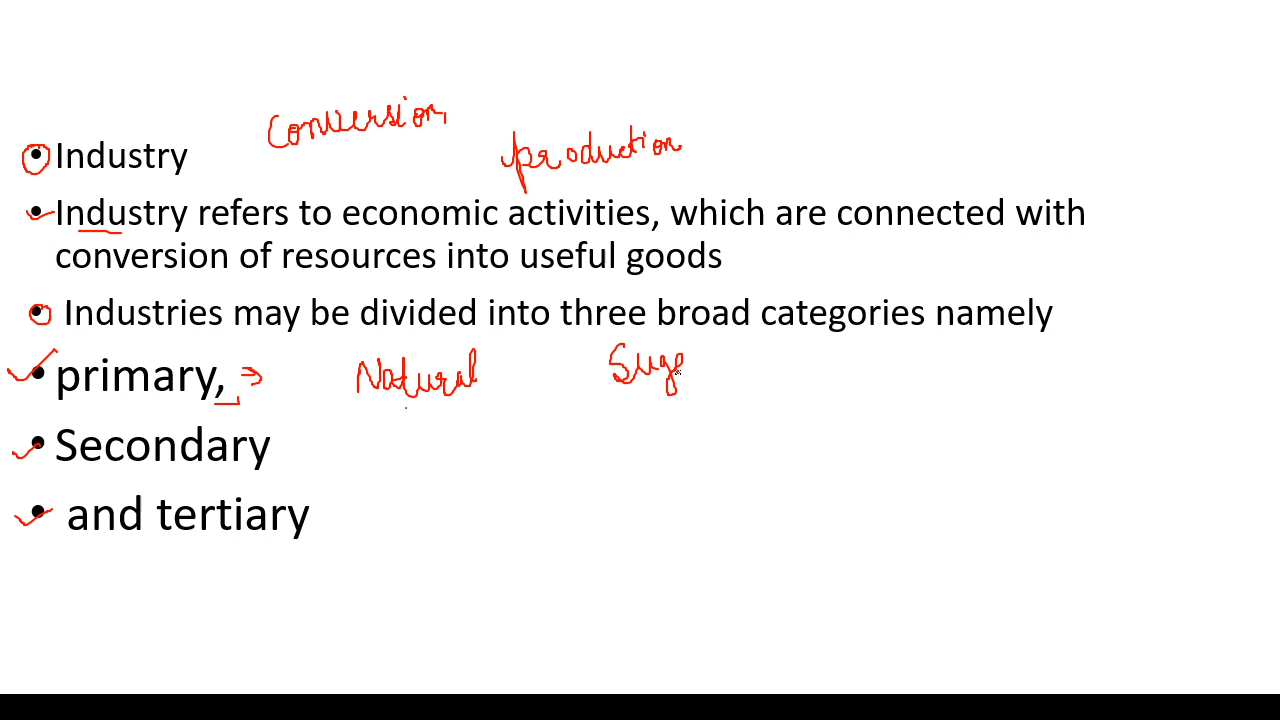 conversion,
production
• Industry
• Industry refers to economic activities, which are connected with
conversion of resources into useful goods
• Industries may be divided into three broad categories namely
• primary, → Natural Suga
• Secondary
• and tertiary